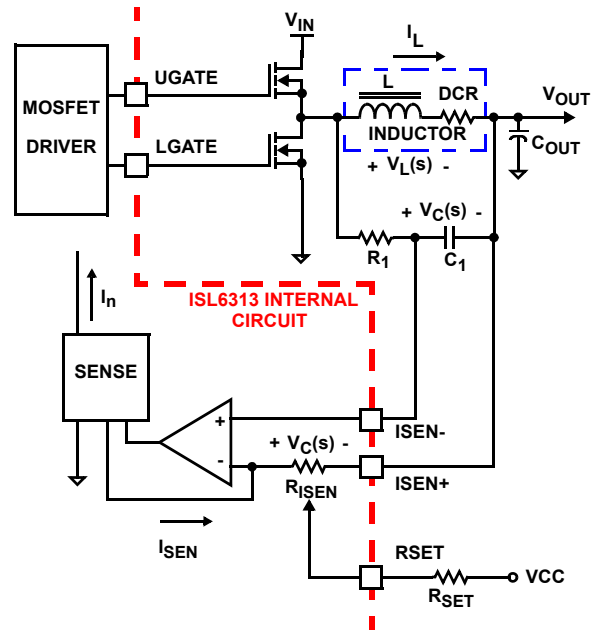 VIN
IL
UGATE
L
DCR
VOUT
MOSFET
DRIVER
INDUCTOR
COUT
LGATE
+ VL(s) -
+ VC(s) -
R1
C1
In
ISL6313 INTERNAL
CIRCUIT
SENSE
+
ISEN-
+ VC(s) -
-
RISEN
ISEN+
ISEN
RSET
VCC
RSET